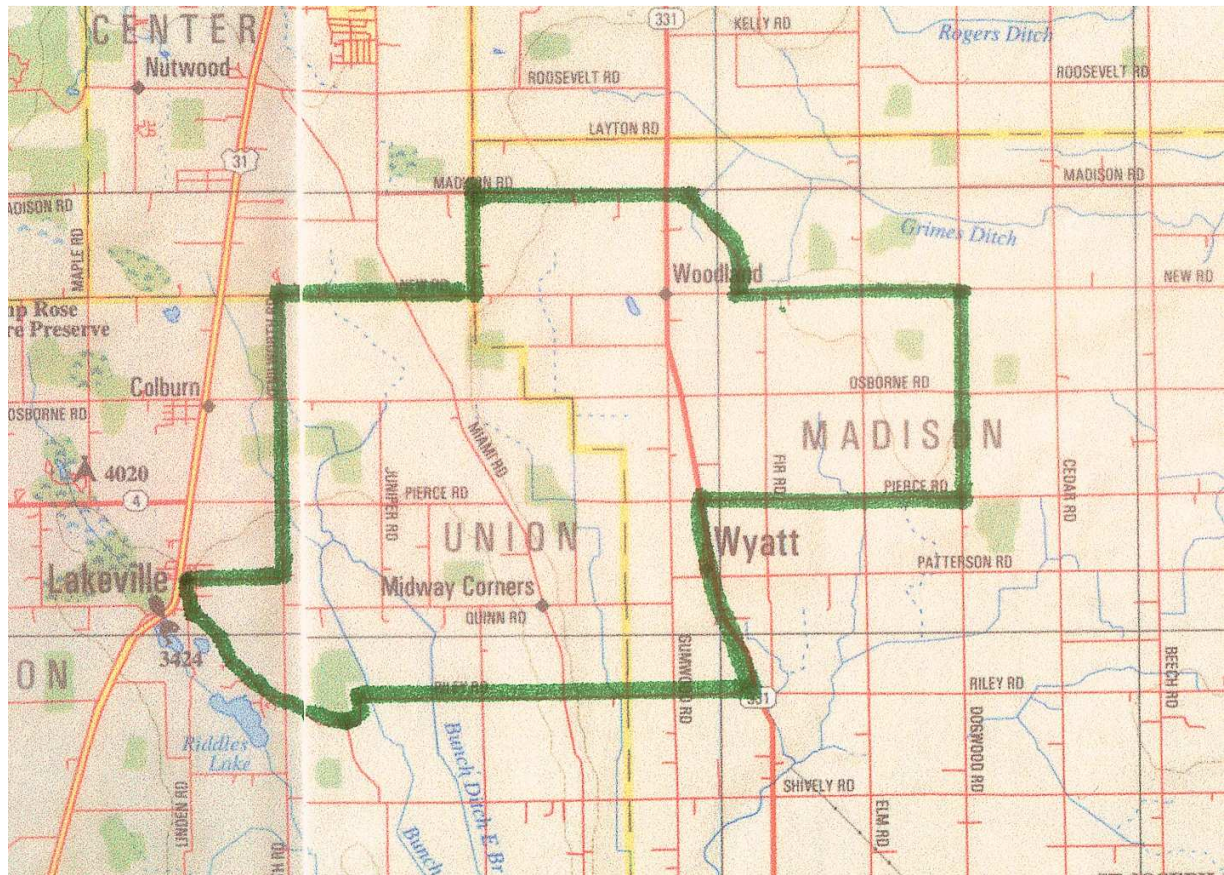 CENTER
Nutwood
331
KELLY RD
Rogers Ditch
ROOSEVELT RD
ROOSEVELT RD
LAYTON RD
31
MADISON RD
MADISON RD
ADISON RD
MAPLE RD
Grimes Ditch
Woodland
NEW RD
NEW RD
mp Rose
re Preserve
Colburn
OSBORNE RD
OSBORNE RD
MADISON
MIAMI RD
4020
4
JUNIPER RD
PIERCE RD
FIR RD
PIERCE RD
CEDAR RD
UNION
Wyatt
PATTERSON RD
Lakeville
Midway Corners
QUINN RD
3424
ON
GUMWOOD RD
BEECH RD
RILEY RD
RILEY RD
331
DOGWOOD RD
Riddles
Lake
Bunch Ditch E Br
SHIVELY RD
LINDEN RD
Bunch
ELM RD